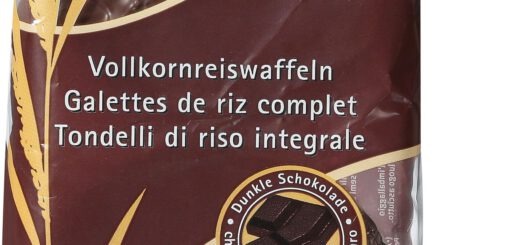 Vollkornreiswaffeln
Galettes de riz complet
Tondelli di riso integrale
Dunkle Schokolade